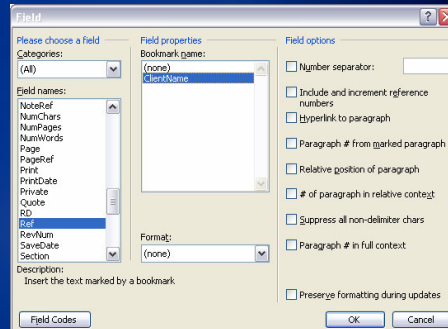 Field
Please choose a field
Categories:
(All)
Field names:
NoteRef
NumChars
NumPages
NumWords
Page
PageRef
Print
PrintDate
Private
Quote
RD
Ref
RevNum
SaveDate
Section
Description:
Insert the text marked by a bookmark
Field Codes
Field properties
Bookmark name:
(none)
ClientName
Format:
(none)
Field options
Number separator:
Include and increment reference
numbers
Hyperlink to paragraph
Paragraph # from marked paragraph
Relative position of paragraph
# of paragraph in relative context
Suppress all non-delimiter chars
Paragraph # in full context
Preserve formatting during updates
OK
Cancel